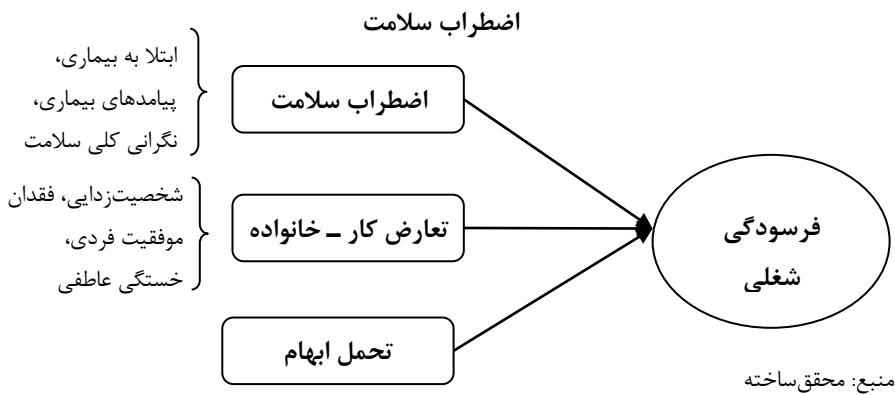 اضطراب سلامت
ابتلا به بیماری،
پیامدهای بیماری،
نگرانی کلی سلامت
اضطراب سلامت
شخصیت‌زدایی، فقدان
موفقیت فردی،
خستگی عاطفی
تعارض کار ـ خانواده
تحمل ابهام
فرسودگی
شغلی
منبع: محقق‌ساخته